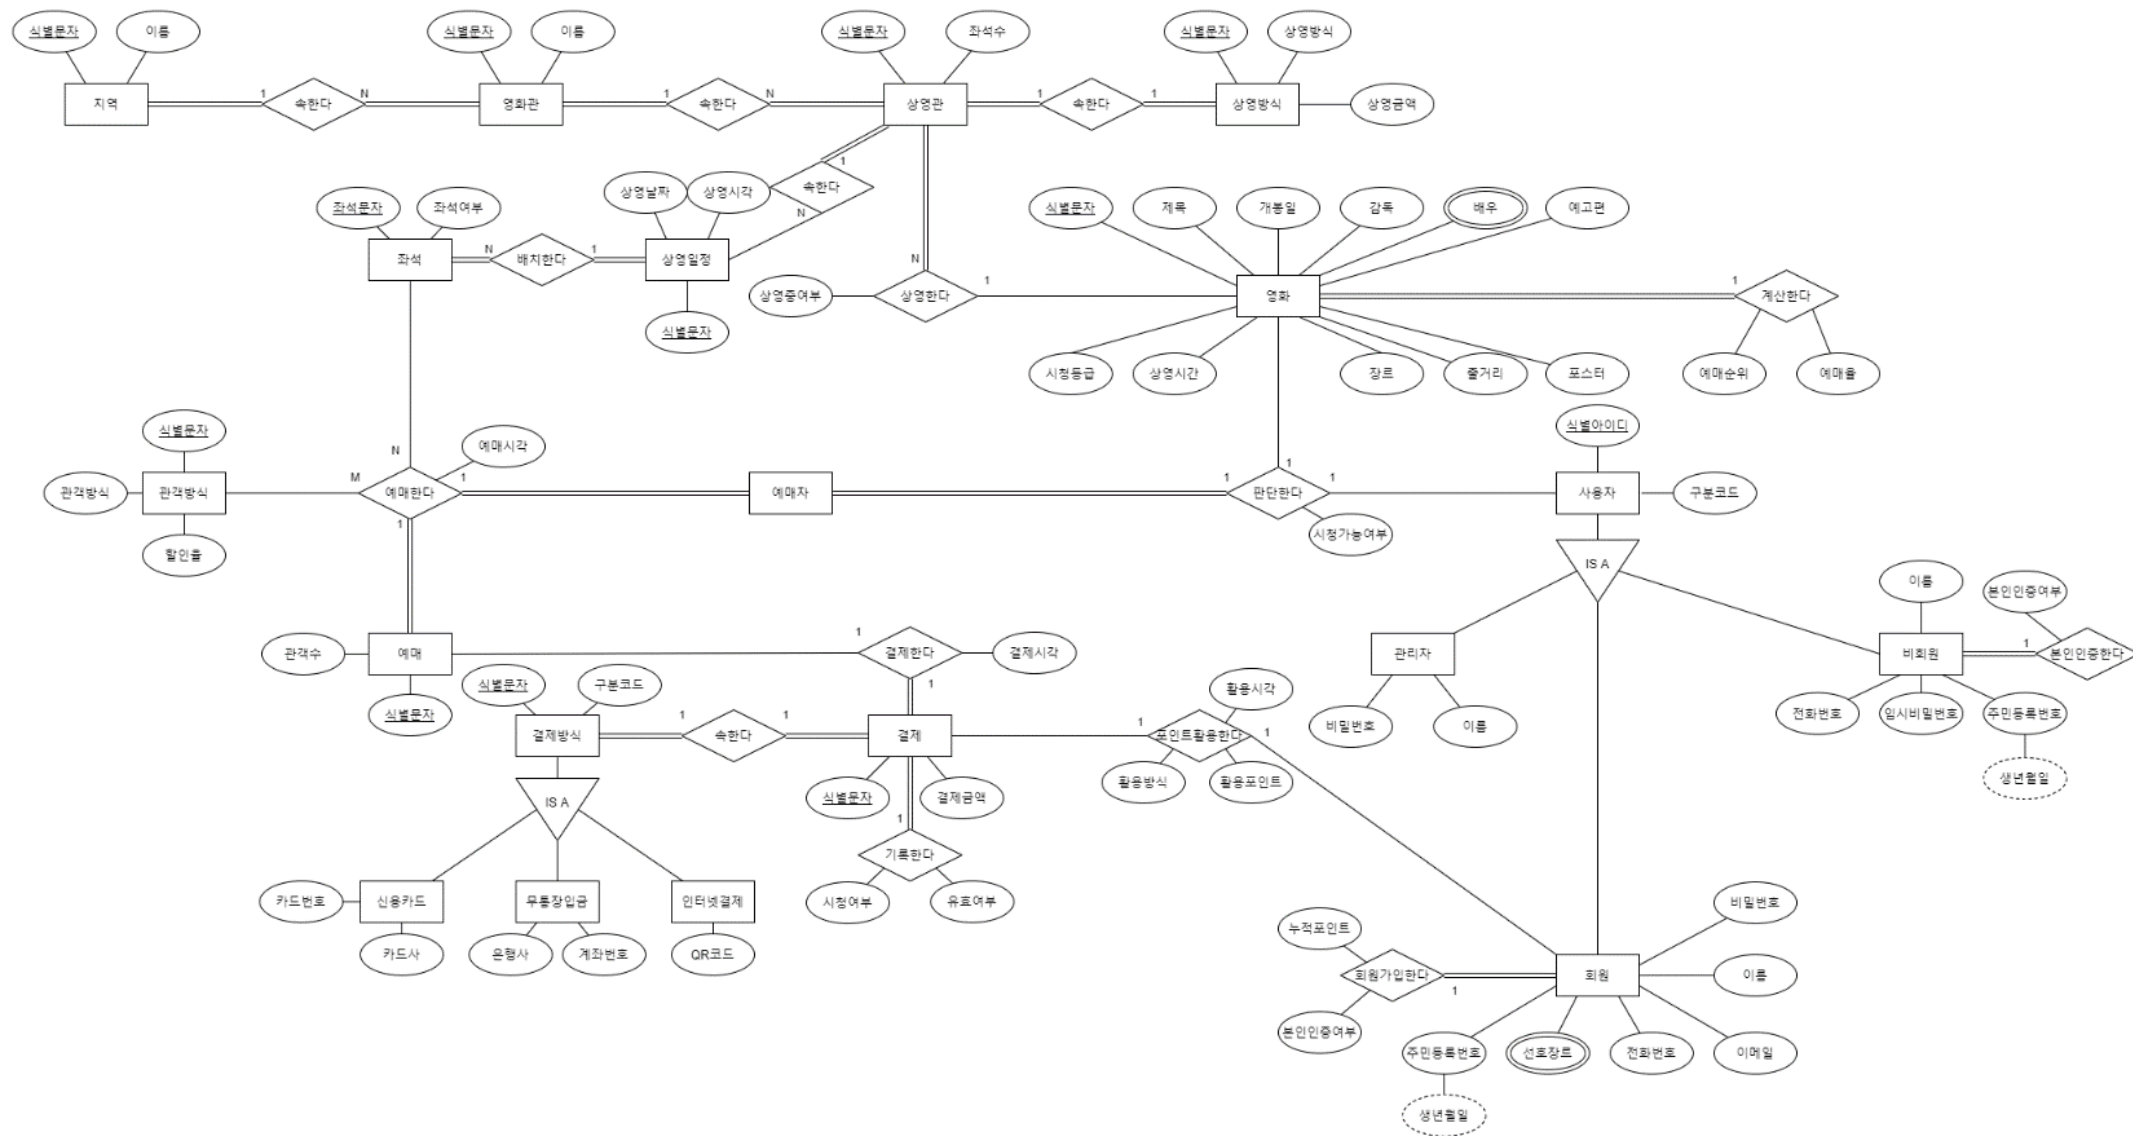 식별문자 이름 식별문자 이름 식별문자 좌석수 식별문자 상영방식
지역 1 속한다 N 영화관 1 속한다 N 상영관 1 속한다 1 상영방식 상영금액
1 속한다 N
좌석문자 좌석여부 상영날짜 상영시각 식별문자 제목 개봉일 감독 배우 예고편
좌석 N 배치한다 1 상영일정
상영중여부 N 상영한다 1 영화 1 계산한다
식별문자
시청등급 상영시간 장르 줄거리 포스터 예매순위 예매율
식별문자 예매시각 식별아이디
N M 1 1 1 1
관객방식 관객방식 예매한다 예매자 판단한다 사용자 구분코드
1
할인율 시청가능여부
IS A
이름 본인인증여부
관객수 예매 1 결제한다 결제시각 관리자 비회원 1 본인인증한다
1
식별문자 식별문자 구분코드 활용시각 비밀번호 이름 전화번호 임시비밀번호 주민등록번호
결제방식 1 속한다 1 결제 1 포인트활용한다 1
생년월일
IS A 식별문자 결제금액 활용방식 활용포인트
1
기록한다
카드번호 신용카드 무통장입금 인터넷결제 시청여부 유효여부 비밀번호
누적포인트
카드사 은행사 계좌번호 QR코드 회원가입한다 1 회원 이름
본인인증여부 주민등록번호 선호장르 전화번호 이메일
생년월일